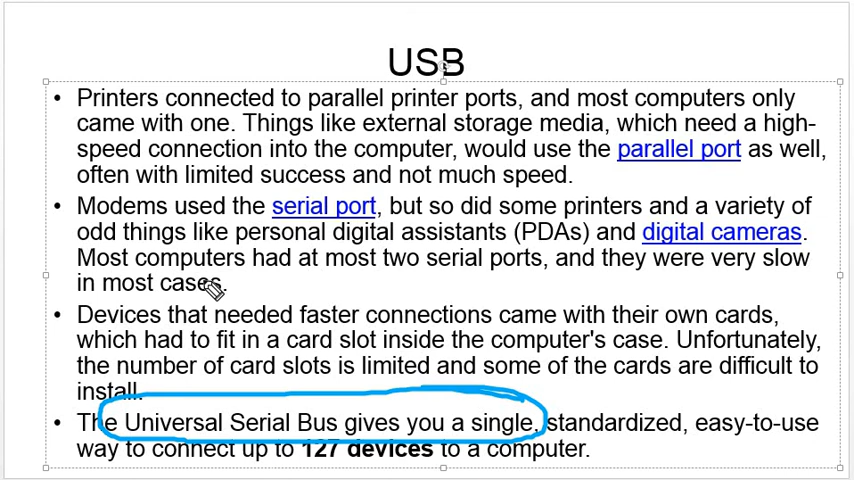 USB
• Printers connected to parallel printer ports, and most computers only
came with one. Things like external storage media, which need a high-
speed connection into the computer, would use the parallel port as well,
often with limited success and not much speed.
• Modems used the serial port, but so did some printers and a variety of
odd things like personal digital assistants (PDAs) and digital cameras.
Most computers had at most two serial ports, and they were very slow
in most cases.
• Devices that needed faster connections came with their own cards,
which had to fit in a card slot inside the computer's case. Unfortunately,
the number of card slots is limited and some of the cards are difficult to
install.
• The Universal Serial Bus gives you a single, standardized, easy-to-use
way to connect up to 127 devices to a computer.